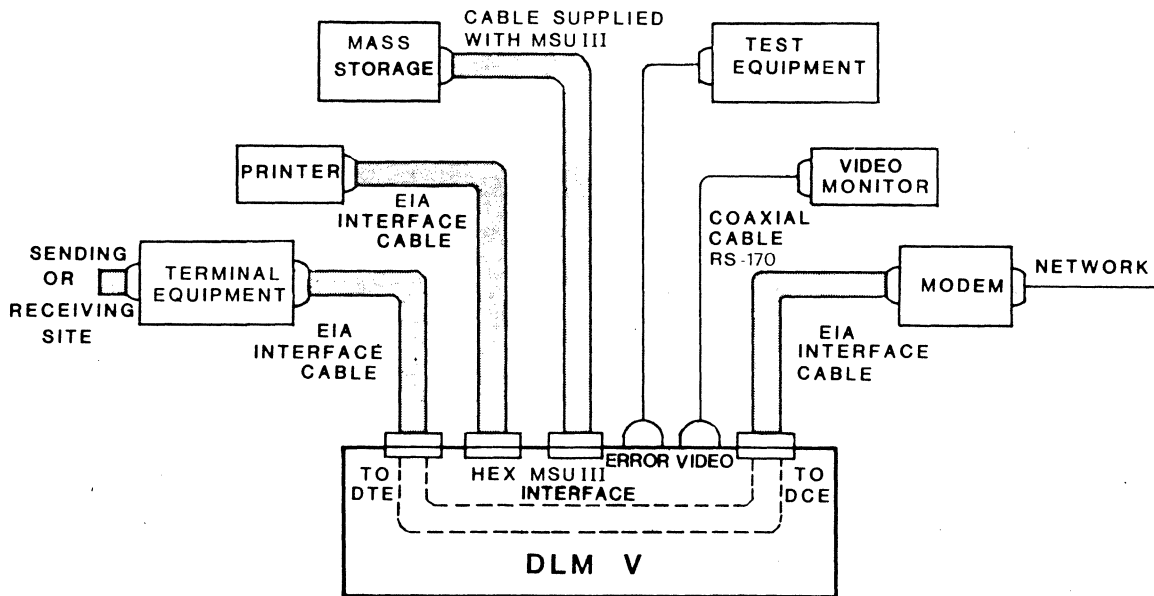 CABLE SUPPLIED
WITH MSU III
MASS
STORAGE
TEST
EQUIPMENT
PRINTER
EIA
INTERFACE
CABLE
VIDEO
MONITOR
COAXIAL
CABLE
RS-170
SENDING
OR
RECEIVING
SITE
TERMINAL
EQUIPMENT
EIA
INTERFACE
CABLE
MODEM
NETWORK
EIA
INTERFACE
CABLE
TO
DTE
HEX
MSU III
INTERFACE
ERROR
VIDEO
TO
DCE
DLM V